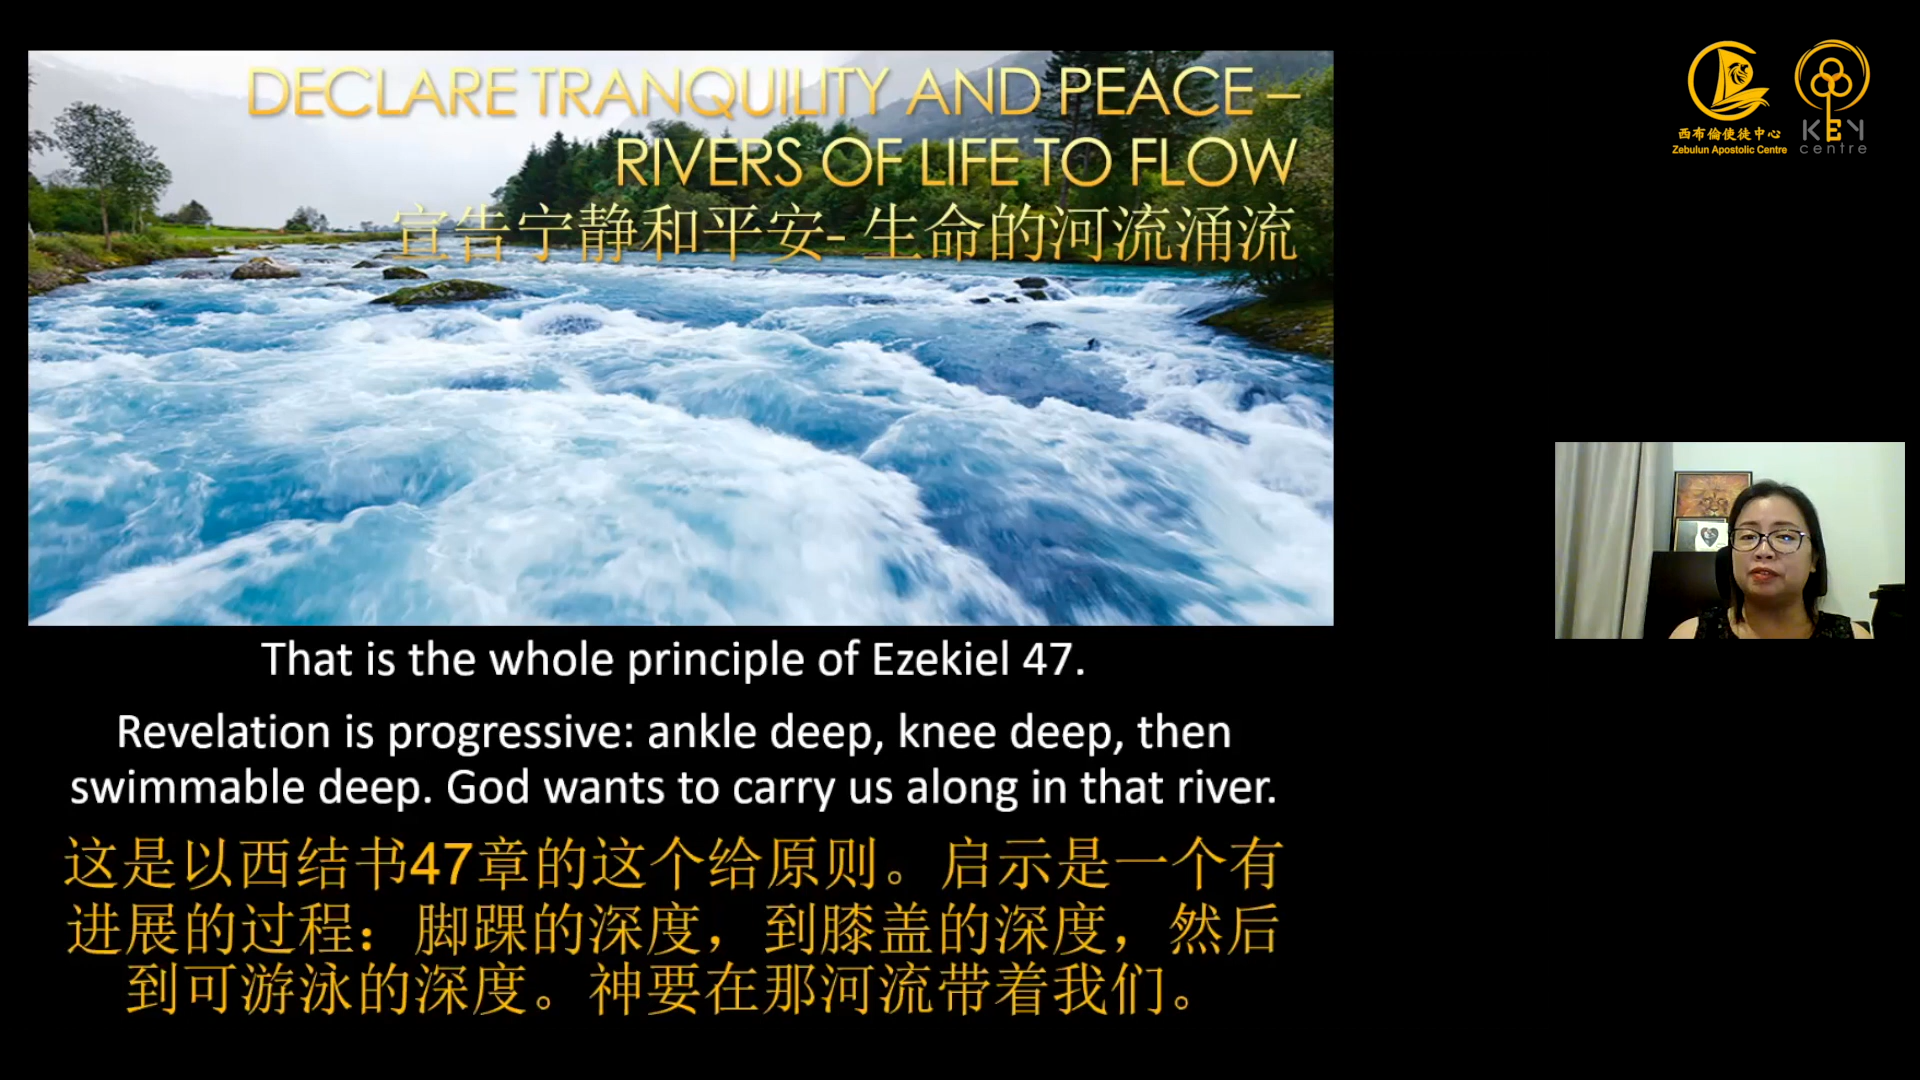 DECLARE TRANQUILITY AND PEACE –
RIVERS OF LIFE TO FLOW
宣告宁静和平安- 生命的河流涌流
西布倫使徒中心
Zebulun Apostolic Centre
KEY
centre
That is the whole principle of Ezekiel 47.
Revelation is progressive: ankle deep, knee deep, then
swimmable deep. God wants to carry us along in that river.
这是以西结书47章的这个给原则。启示是一个有
进展的过程：脚踝的深度，到膝盖的深度，然后
到可游泳的深度。神要在那河流带着我们。